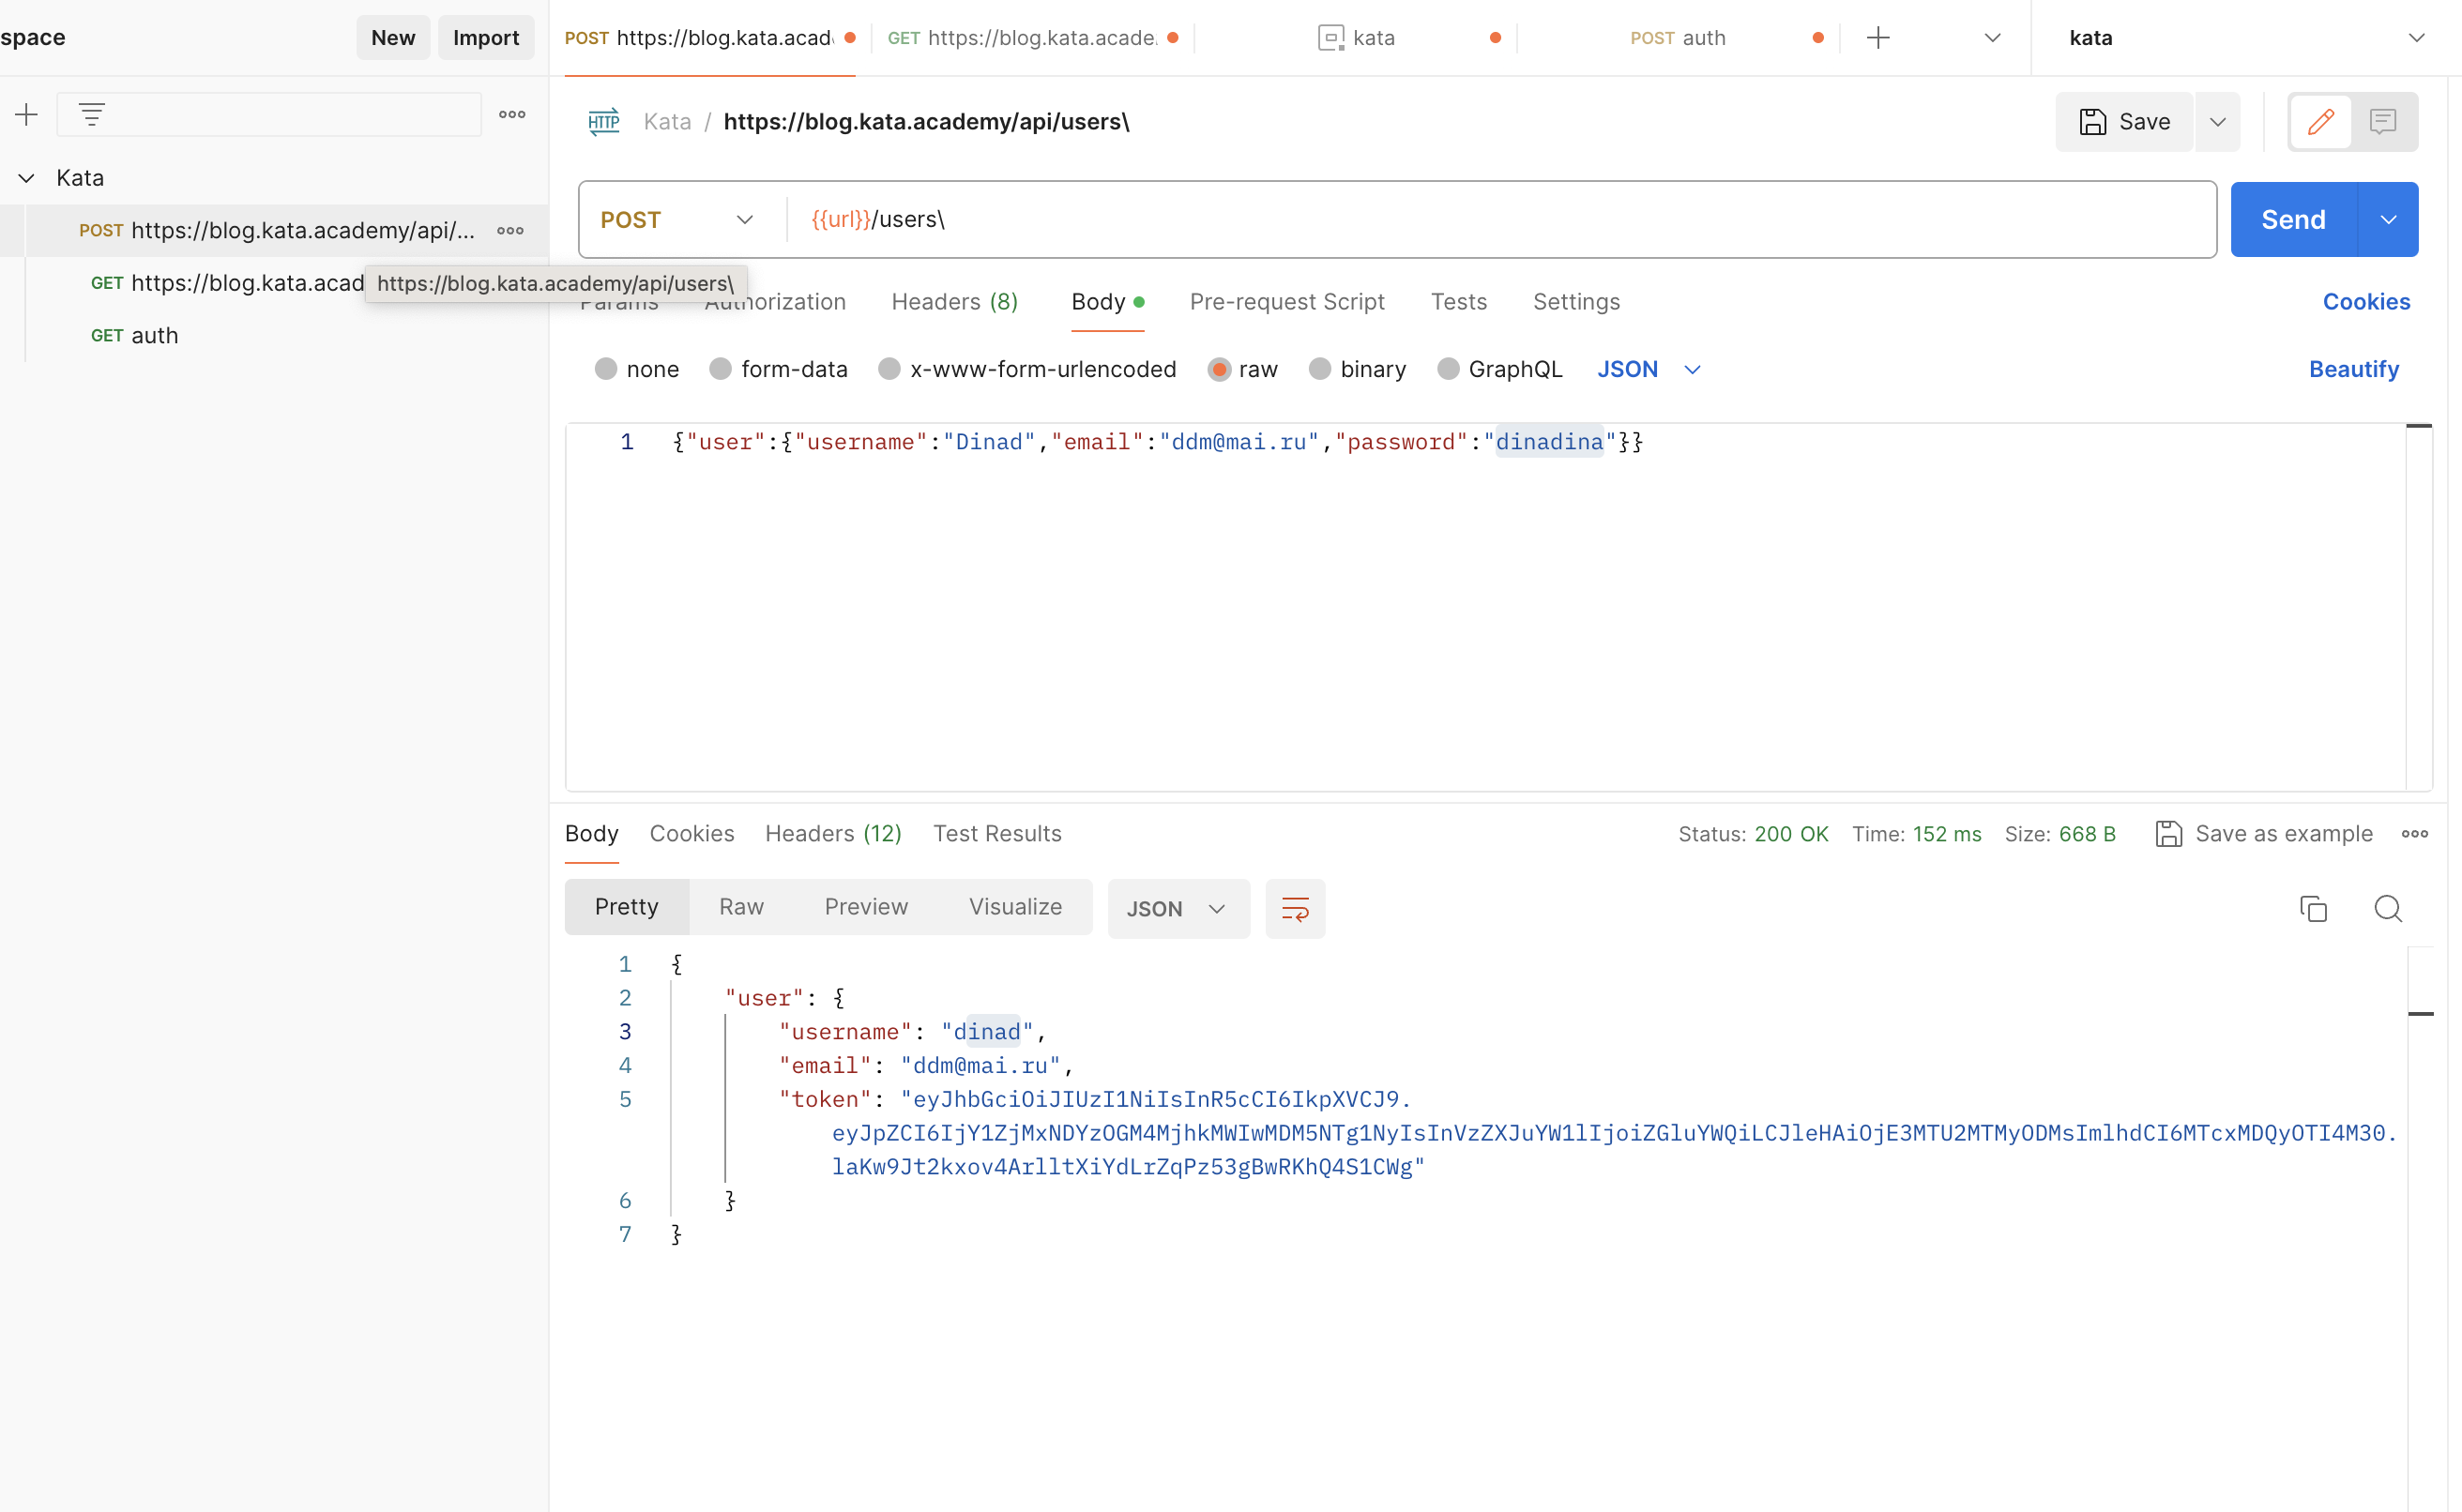 space
New
Import
POST https://blog.kata.acad
GET https://blog.kata.acade.
kata
POST auth
kata
Kata / https://blog.kata.academy/api/users\
Save
Kata
POST {{url}}/users\
Send
POST https://blog.kata.academy/api/...
GET https://blog.kata.acad
https://blog.kata.academy/api/users\
GET auth
Params Authorization Headers (8) Body Pre-request Script Tests Settings Cookies
none form-data x-www-form-urlencoded raw binary GraphQL JSON Beautify
1 {"user":{"username":"Dinad","email":"ddm@mai.ru","password":"dinadina"}}
Body Cookies Headers (12) Test Results Status: 200 OK Time: 152 ms Size: 668 B Save as example
Pretty Raw Preview Visualize JSON
1 {
2 "user": {
3 "username": "dinad",
4 "email": "ddm@mai.ru",
5 "token": "eyJhbGciOiJIUzI1NiIsInR5cCI6IkpXVCJ9.
eyJpZCI6IjY1ZjMxNDYzOGM4MjhkMWIwMDM5NTg1NyIsInVzZXJuYW1lIjoiZGluYWQiLCJleHAiOjE3MTU2MTMyODMsImlhdCI6MTcxMDQyOTI4M30.
laKw9Jt2kxov4ArlltXiYdLrZqPz53gBwRKhQ4S1CWg"
6 }
7 }